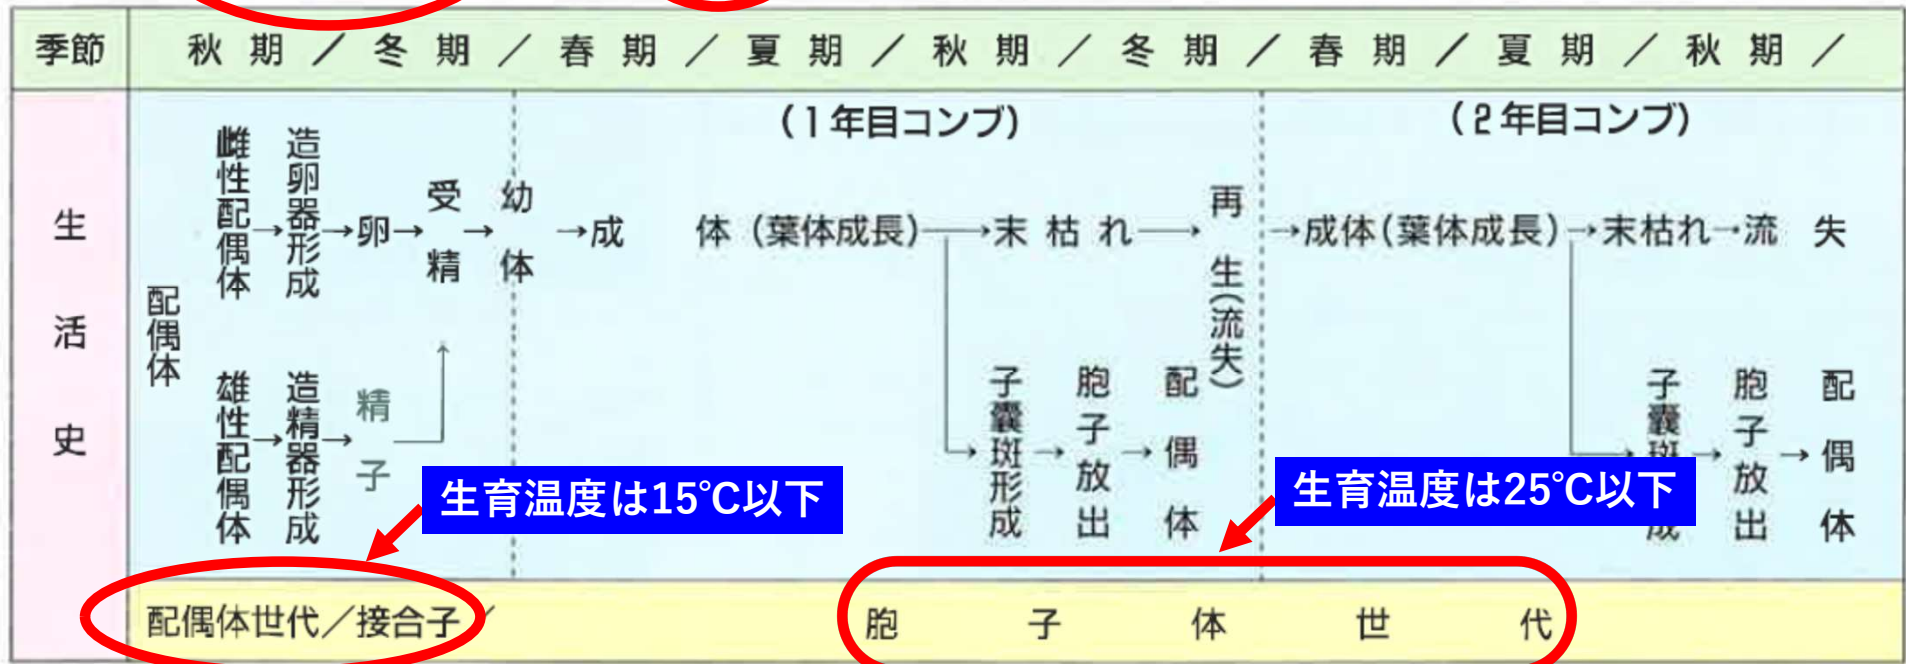 季節 秋期／冬期／春期／夏期／秋期／冬期／春期／夏期／秋期／
生活史
(1年目コンブ)
(2年目コンブ)
配偶体
雌性配偶体→造卵器形成→卵→受精→幼体→成体(葉体成長)→末枯れ→再生(流失)→成体(葉体成長)→末枯れ→流失
雄性配偶体→造精器形成→精子
子嚢斑形成→胞子放出→配偶体
子嚢斑形成→胞子放出→配偶体
生育温度は15℃以下
生育温度は25℃以下
配偶体世代／接合子／胞子体世代